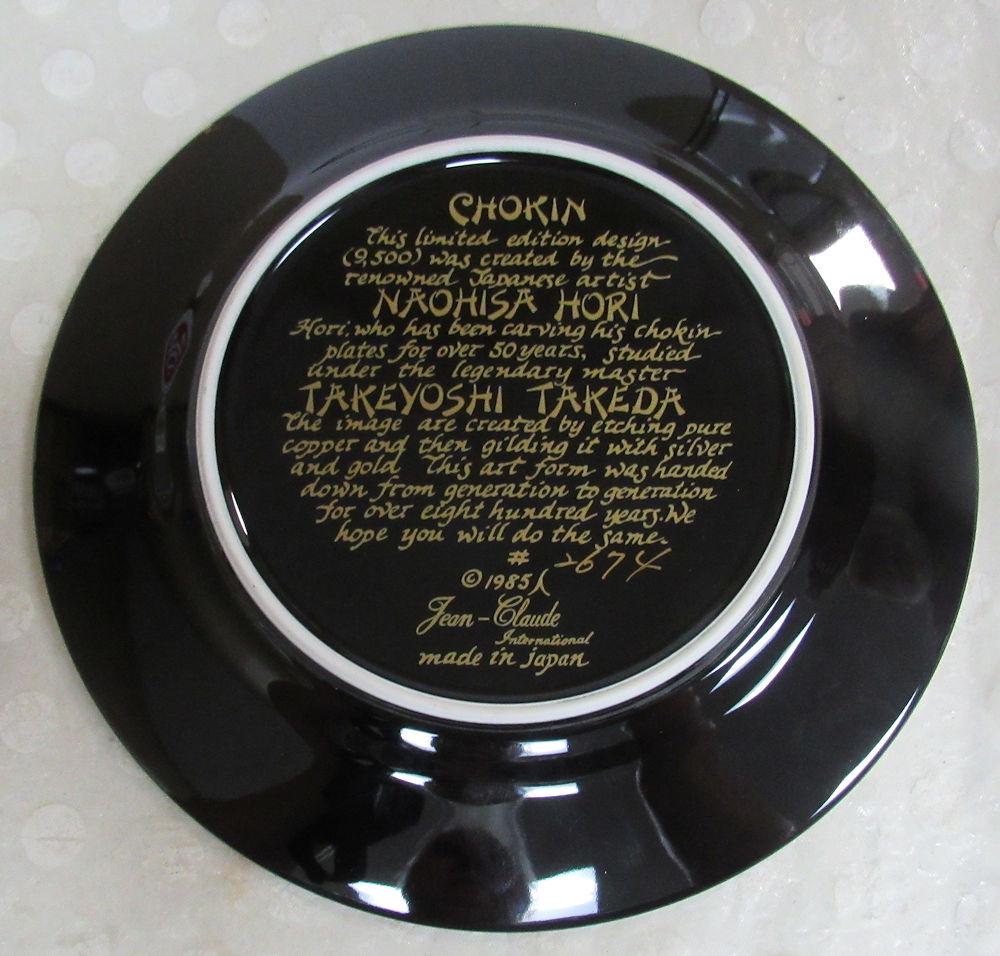 CHOKIN
This limited edition design
(9,500) was created by the
renowned Japanese artist
NAOHISA HORI
Hori, who has been carving his chokin
plates for over 50 years, studied
under the legendary master
TAKEYOSHI TAKEDA
The image are created by etching pure
copper and then gilding it with silver
and gold This art form was handed
down from generation to generation
for over eight hundred years. We
hope you will do the same.
# 2674
© 1985
Jean-Claude
International
made in japan